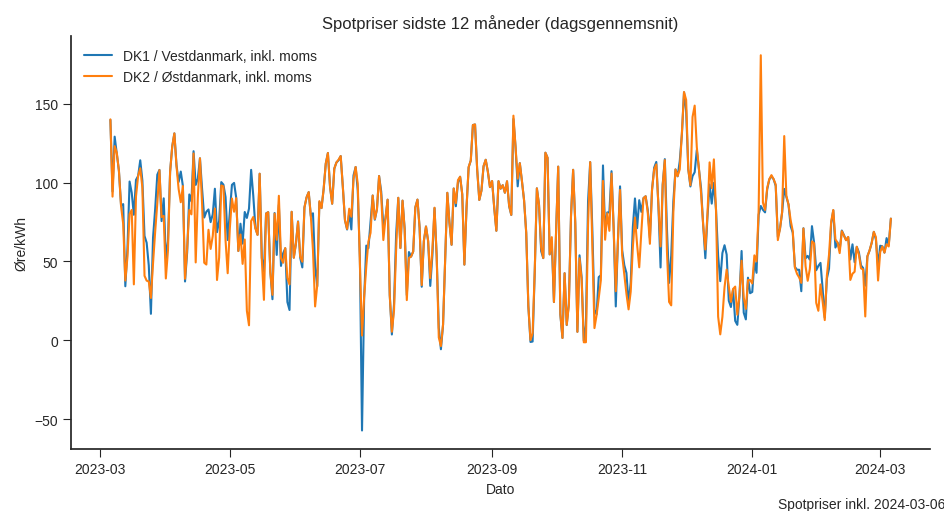 Spotpriser sidste 12 måneder (dagsgennemsnit)
DK1 / Vestdanmark, inkl. moms
DK2 / Østdanmark, inkl. moms
Øre/kWh
150
100
50
0
−50
2023-03 2023-05 2023-07 2023-09 2023-11 2024-01 2024-03
Dato
Spotpriser inkl. 2024-03-06